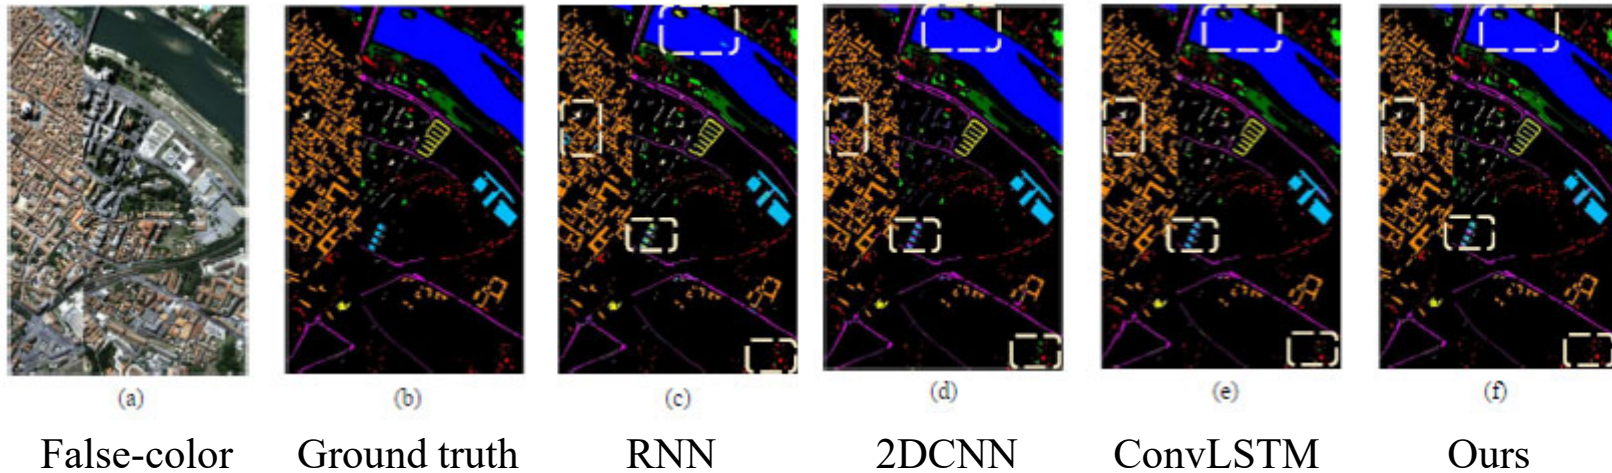 (a) (b) (c) (d) (e) (f)
False-color Ground truth RNN 2DCNN ConvLSTM Ours